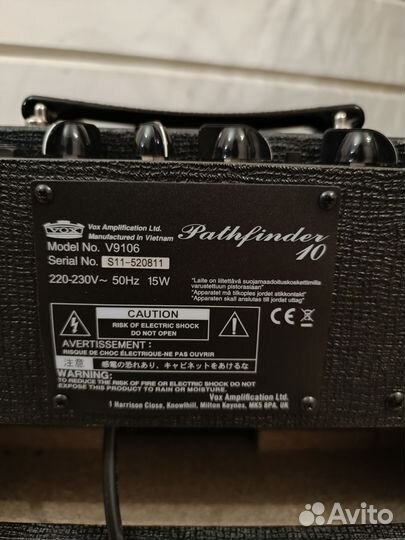 VOX
Vox Amplification Ltd.
Manufactured in Vietnam
Model No. V9106
Serial No. S11-520811
220-230V~ 50Hz 15W
Pathfinder
10
"Laite on liitettävä suojamaadoituskoskettimilla
varustettuun pistorasiaan"
"Apparatet må tilkoples jordet stikkontakt"
"Apparaten skall anslutas till jordat uttag"
CAUTION
RISK OF ELECTRIC SHOCK
DO NOT OPEN
CE
AVERTISSEMENT:
RISQUE DE CHOC ÉLECTRIQUE-NE PAS OUVRIR
注意 感電の恐れあり、キャビネットをあけるな
WARNING:
TO REDUCE THE RISK OF FIRE OR ELECTRIC SHOCK DO NOT
EXPOSE THIS PRODUCT TO RAIN OR MOISTURE.
Vox Amplification Ltd.
1 Harrison Close, Knowlhill, Milton Keynes, MK5 8PA, UK
Avito